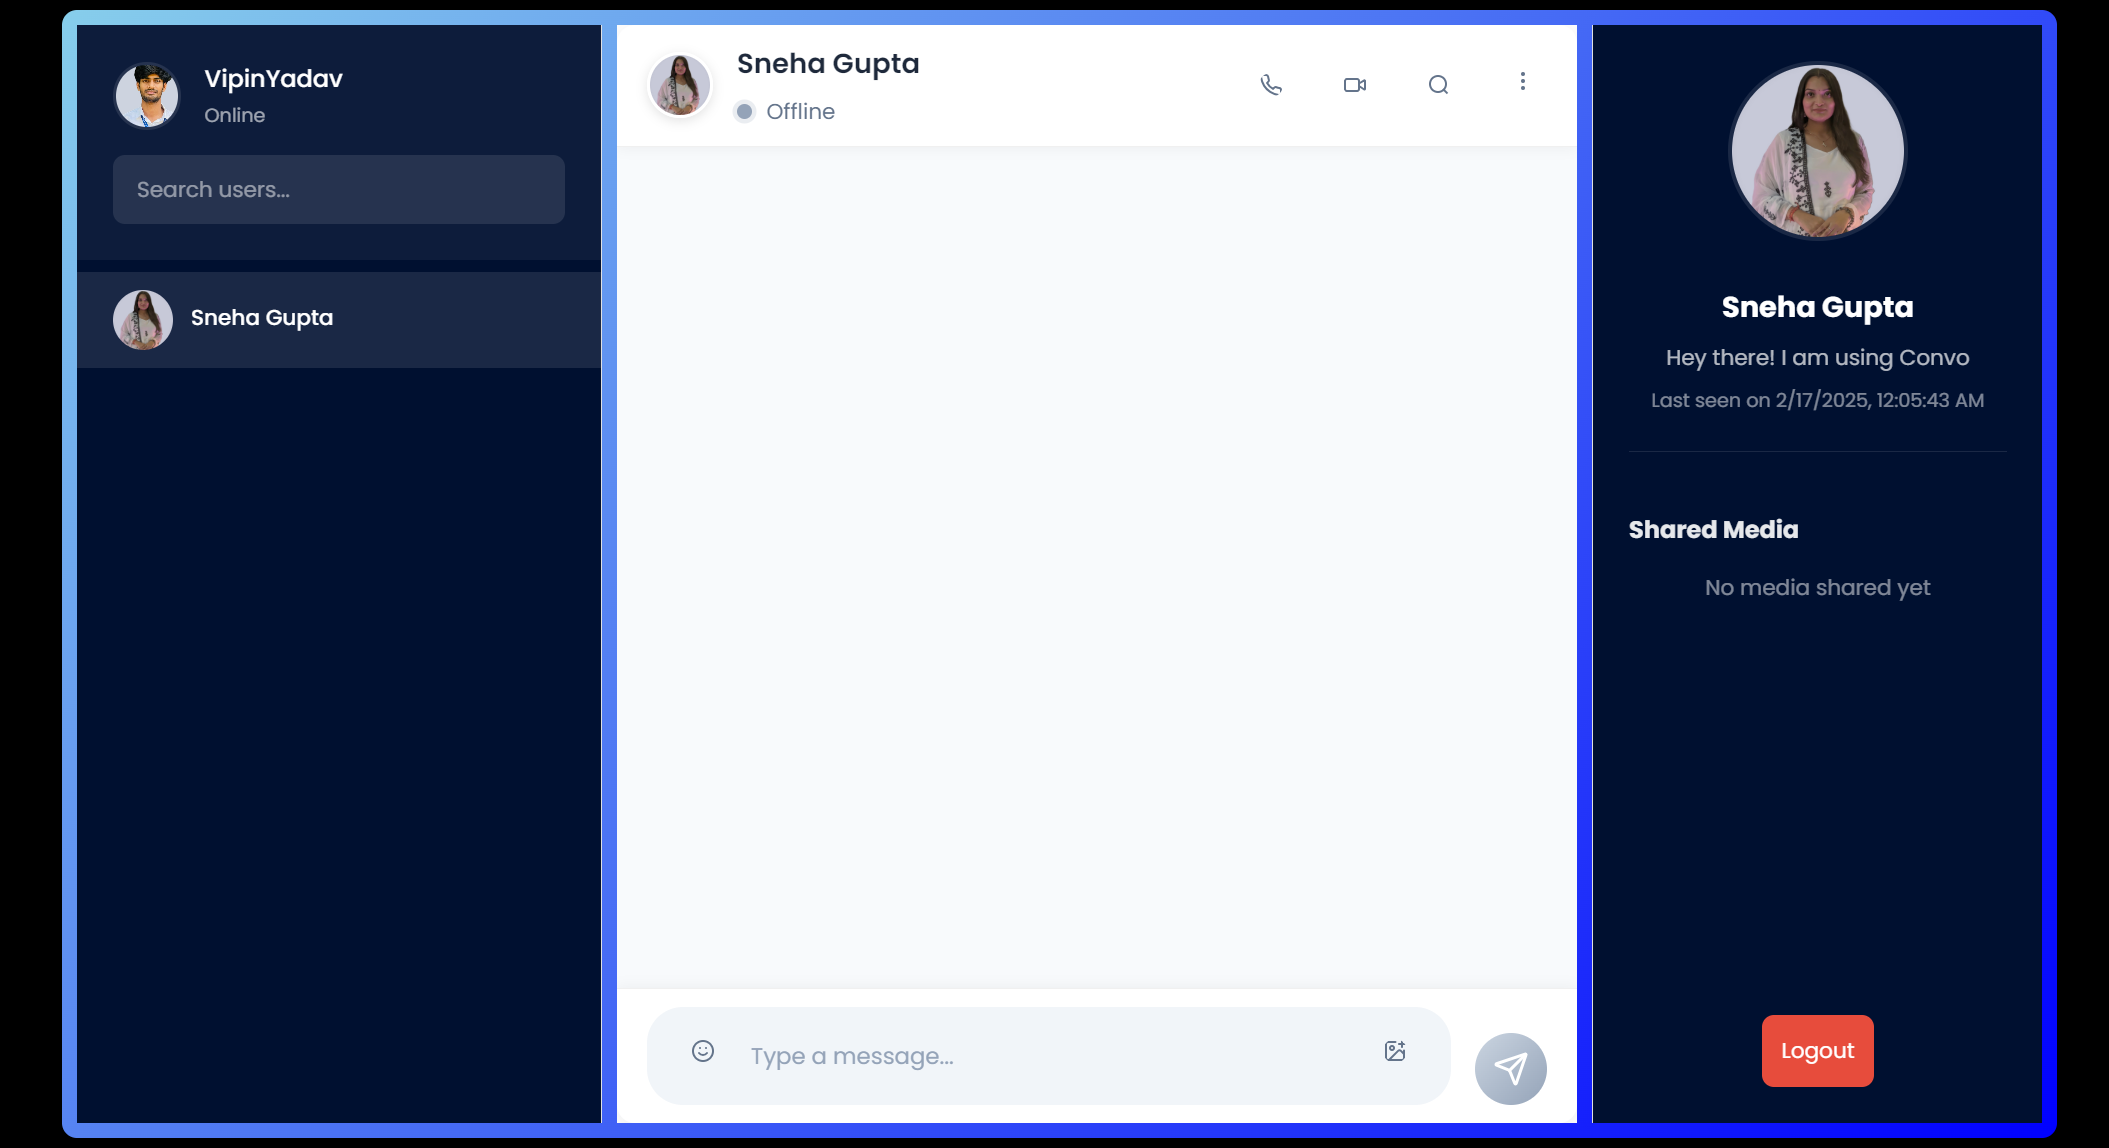 VipinYadav
Online
Search users...
Sneha Gupta
Sneha Gupta
Offline
Type a message...
Sneha Gupta
Hey there! I am using Convo
Last seen on 2/17/2025, 12:05:43 AM
Shared Media
No media shared yet
Logout